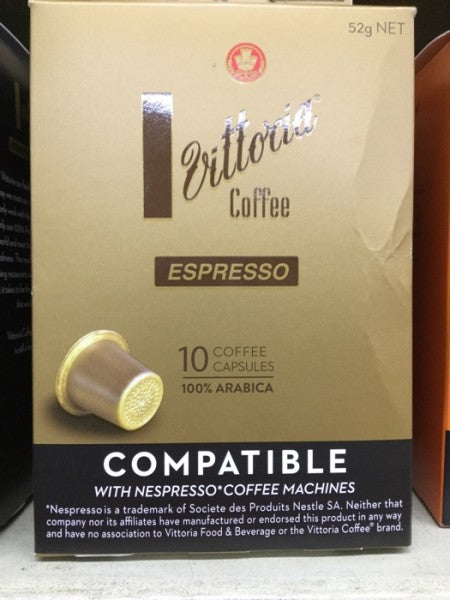 52g NET
Vittoria®
Coffee
ESPRESSO
10 COFFEE
CAPSULES
100% ARABICA
COMPATIBLE
WITH NESPRESSO* COFFEE MACHINES
*Nespresso is a trademark of Societe des Produits Nestle SA. Neither that
company nor its affiliates have manufactured or endorsed this product in any way
and have no association to Vittoria Food & Beverage or the Vittoria Coffee® brand.